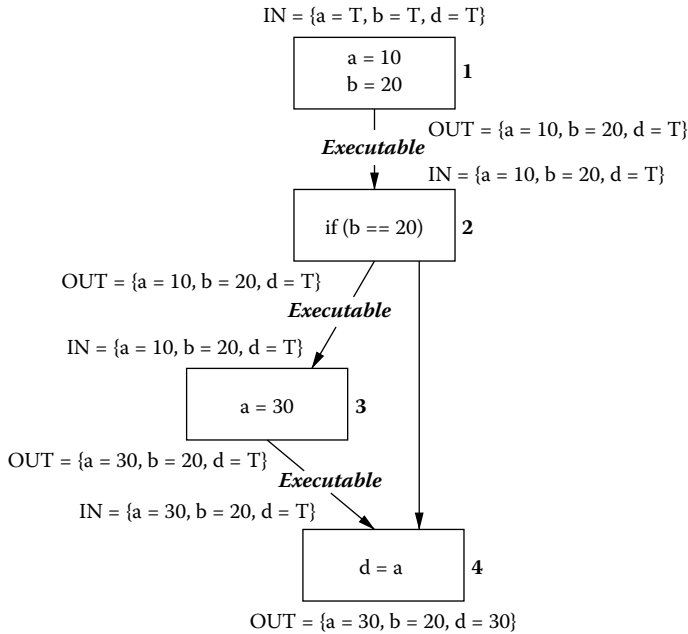 IN = {a = T, b = T, d = T}
a = 10
b = 20
1
OUT = {a = 10, b = 20, d = T}
Executable
IN = {a = 10, b = 20, d = T}
if (b == 20)
2
OUT = {a = 10, b = 20, d = T}
Executable
IN = {a = 10, b = 20, d = T}
a = 30
3
OUT = {a = 30, b = 20, d = T}
Executable
IN = {a = 30, b = 20, d = T}
d = a
4
OUT = {a = 30, b = 20, d = 30}